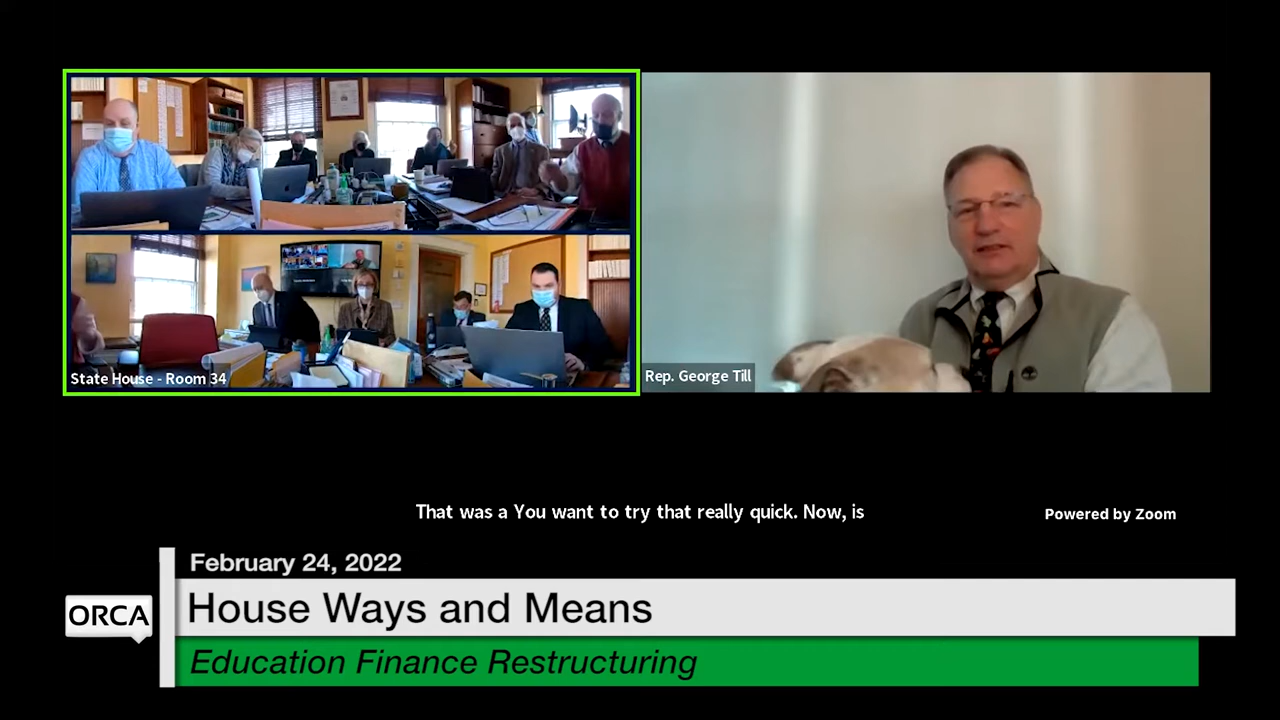 State House - Room 34
Rep. George Till
That was a You want to try that really quick. Now, is
Powered by Zoom
February 24, 2022
ORCA
House Ways and Means
Education Finance Restructuring